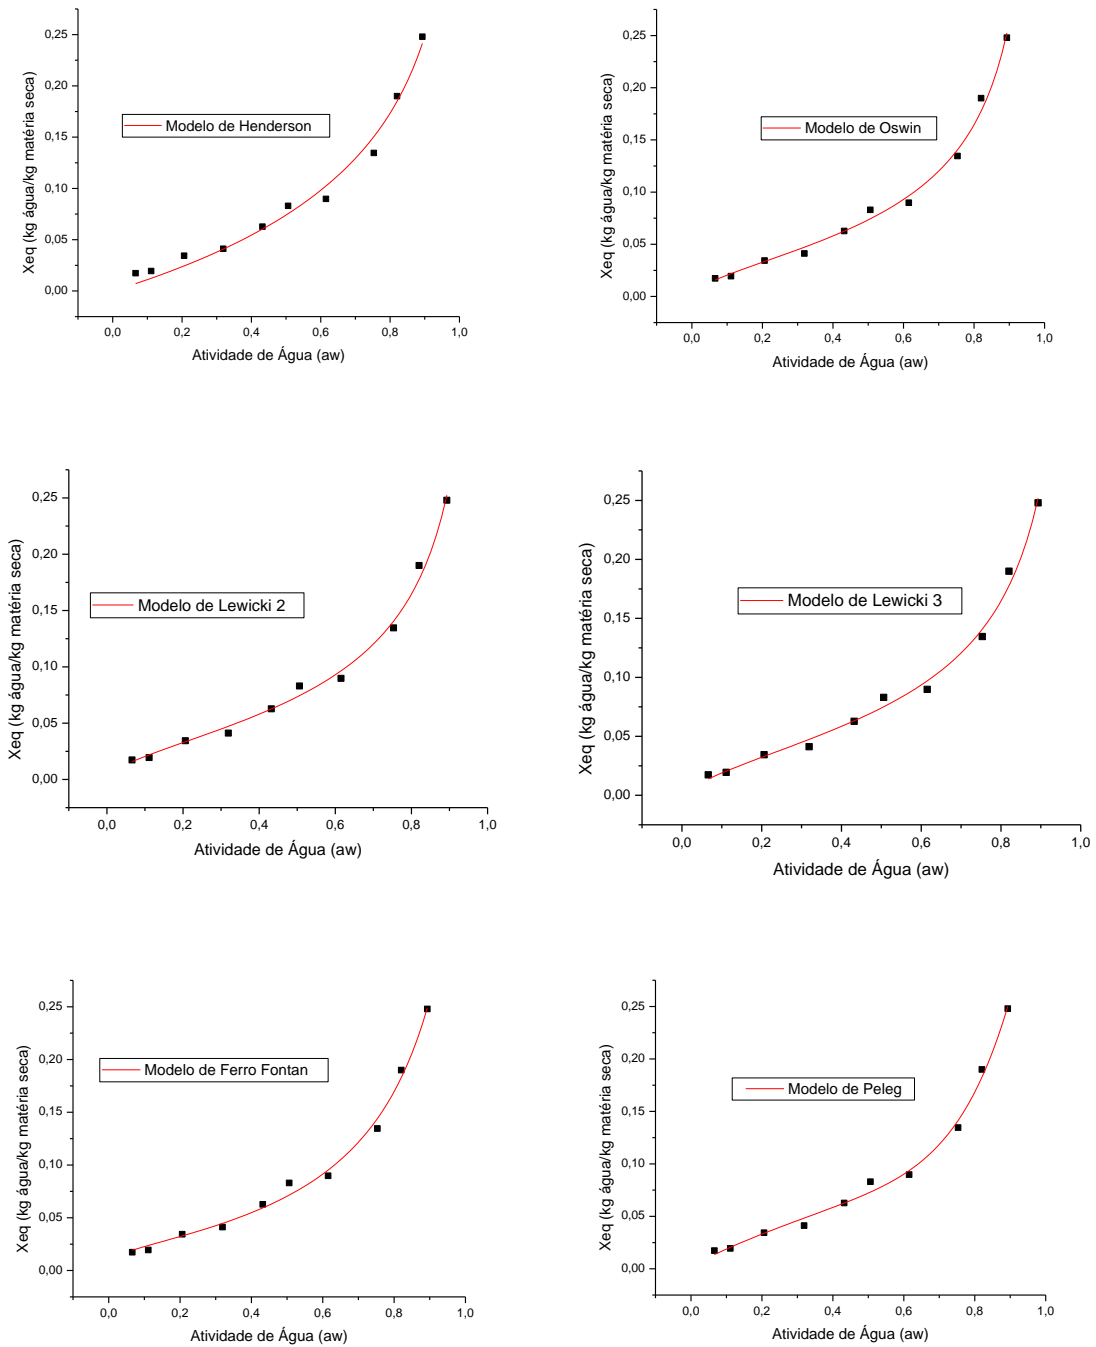 0,25
0,20
0,15
0,10
0,05
0,00
Xeq (kg água/kg matéria seca)
Modelo de Henderson
0,0 0,2 0,4 0,6 0,8 1,0
Atividade de Água (aw)
0,25
0,20
0,15
0,10
0,05
0,00
Xeq (kg água/kg matéria seca)
Modelo de Oswin
0,0 0,2 0,4 0,6 0,8 1,0
Atividade de Água (aw)
0,25
0,20
0,15
0,10
0,05
0,00
Xeq (kg água/kg matéria seca)
Modelo de Lewicki 2
0,0 0,2 0,4 0,6 0,8 1,0
Atividade de Água (aw)
0,25
0,20
0,15
0,10
0,05
0,00
Xeq (kg água/kg matéria seca)
Modelo de Lewicki 3
0,0 0,2 0,4 0,6 0,8 1,0
Atividade de Água (aw)
0,25
0,20
0,15
0,10
0,05
0,00
Xeq (kg água/kg matéria seca)
Modelo de Ferro Fontan
0,0 0,2 0,4 0,6 0,8 1,0
Atividade de Água (aw)
0,25
0,20
0,15
0,10
0,05
0,00
Xeq (kg água/kg matéria seca)
Modelo de Peleg
0,0 0,2 0,4 0,6 0,8 1,0
Atividade de Água (aw)